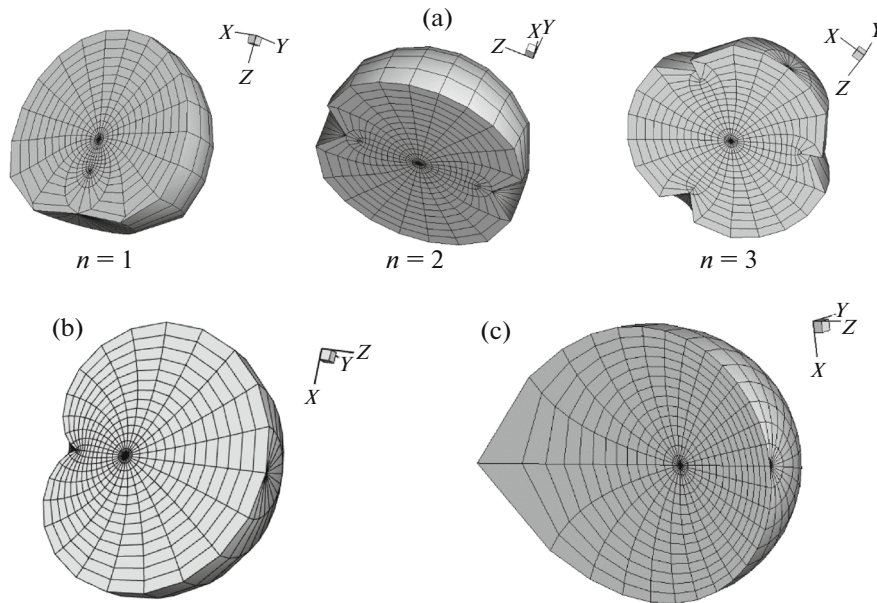 (a)
X Y Z
Z X Y
X Y Z
n = 1
n = 2
n = 3
(b)
Z Y X
(c)
Y Z X